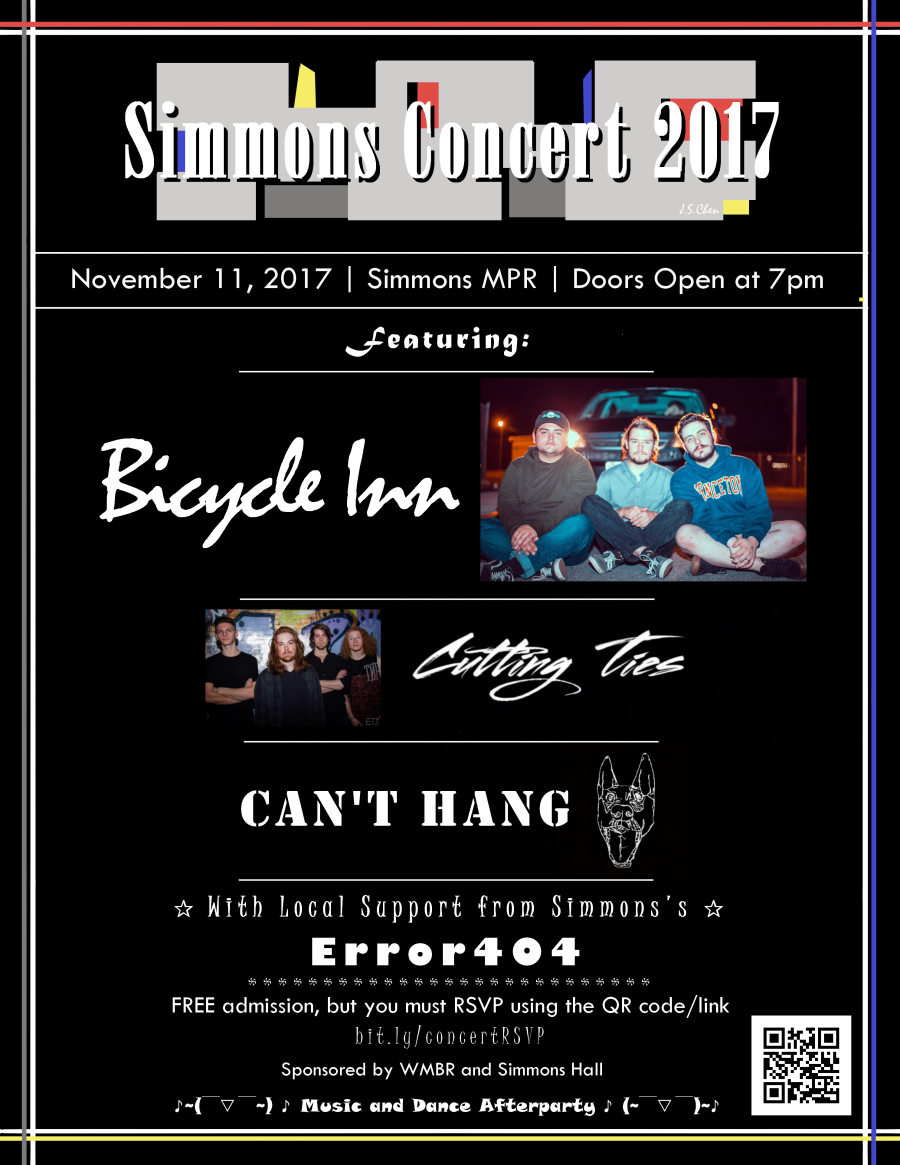 Simmons Concert 2017
J.S.Chen
November 11, 2017 | Simmons MPR | Doors Open at 7pm
Featuring:
Bicycle Inn
PRINCETON
Cutting Ties
CAN'T HANG
☆ With Local Support from Simmons's ☆
Error404
FREE admission, but you must RSVP using the QR code/link
bit.ly/concertRSVP
Sponsored by WMBR and Simmons Hall
♪~(￣▽￣~) ♪ Music and Dance Afterparty ♪ (~￣▽￣)~♪